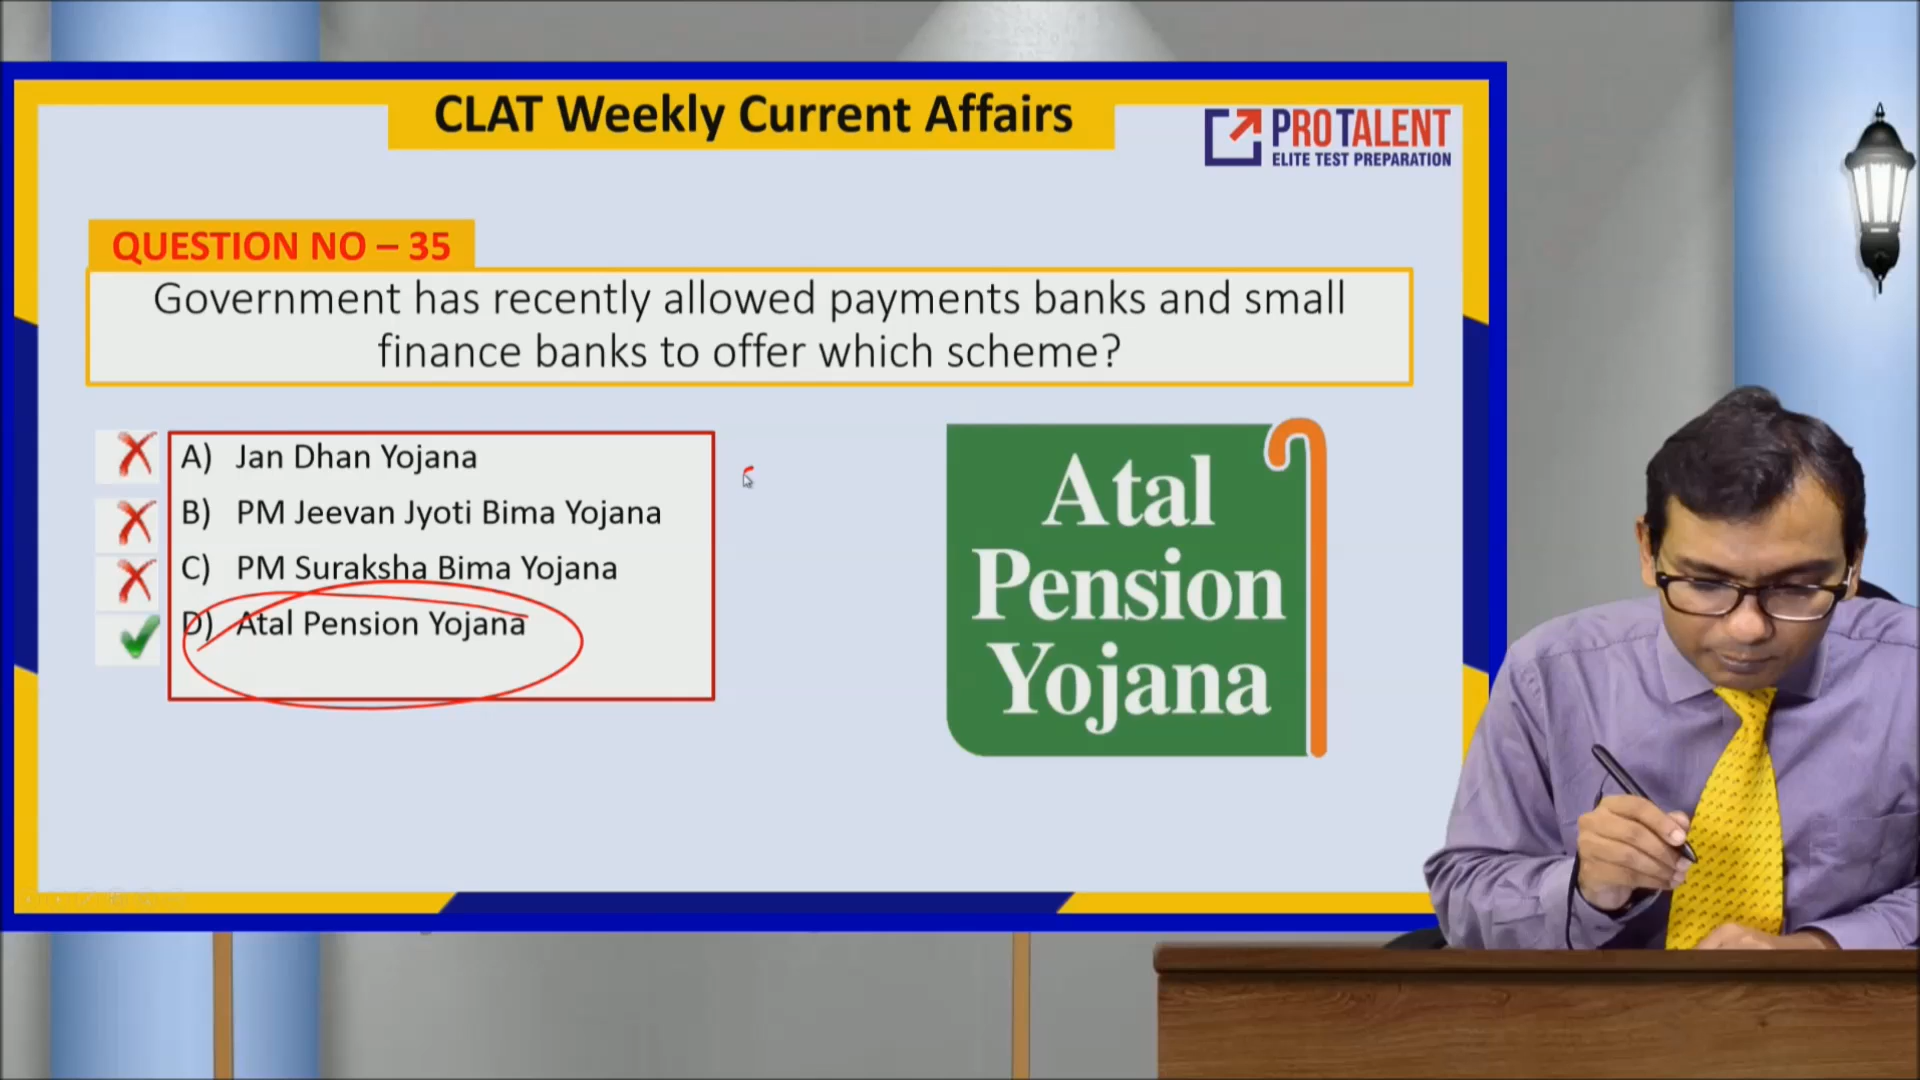 CLAT Weekly Current Affairs
PROTALENT
ELITE TEST PREPARATION
QUESTION NO – 35
Government has recently allowed payments banks and small
finance banks to offer which scheme?
A) Jan Dhan Yojana
B) PM Jeevan Jyoti Bima Yojana
C) PM Suraksha Bima Yojana
D) Atal Pension Yojana
Atal
Pension
Yojana